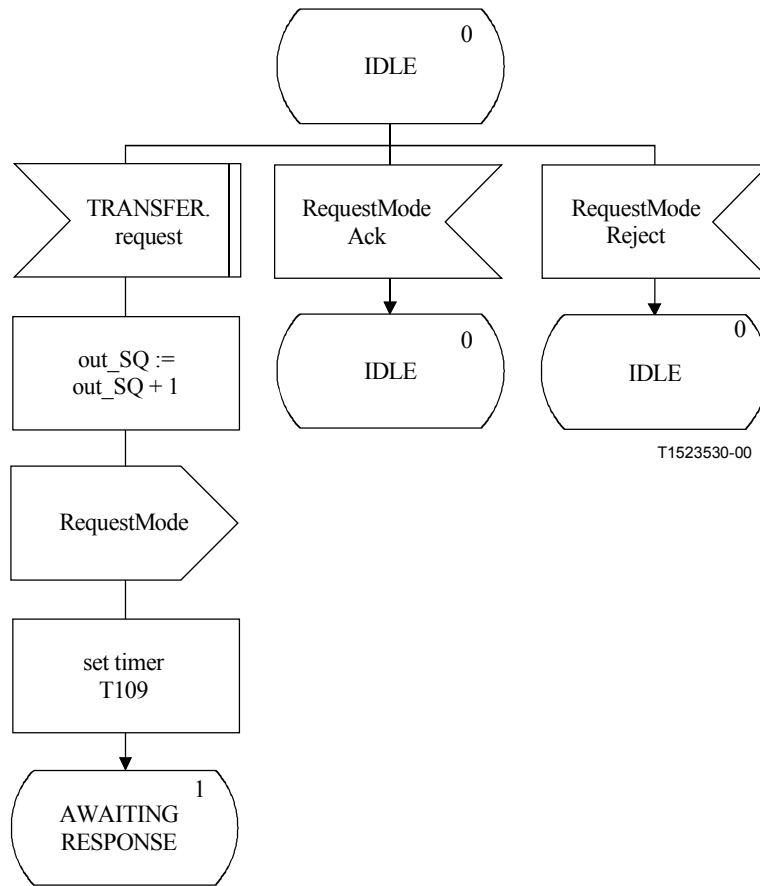 0
IDLE
TRANSFER.
request
RequestMode
Ack
RequestMode
Reject
out_SQ :=
out_SQ + 1
0
IDLE
0
IDLE
T1523530-00
RequestMode
set timer
T109
1
AWAITING
RESPONSE